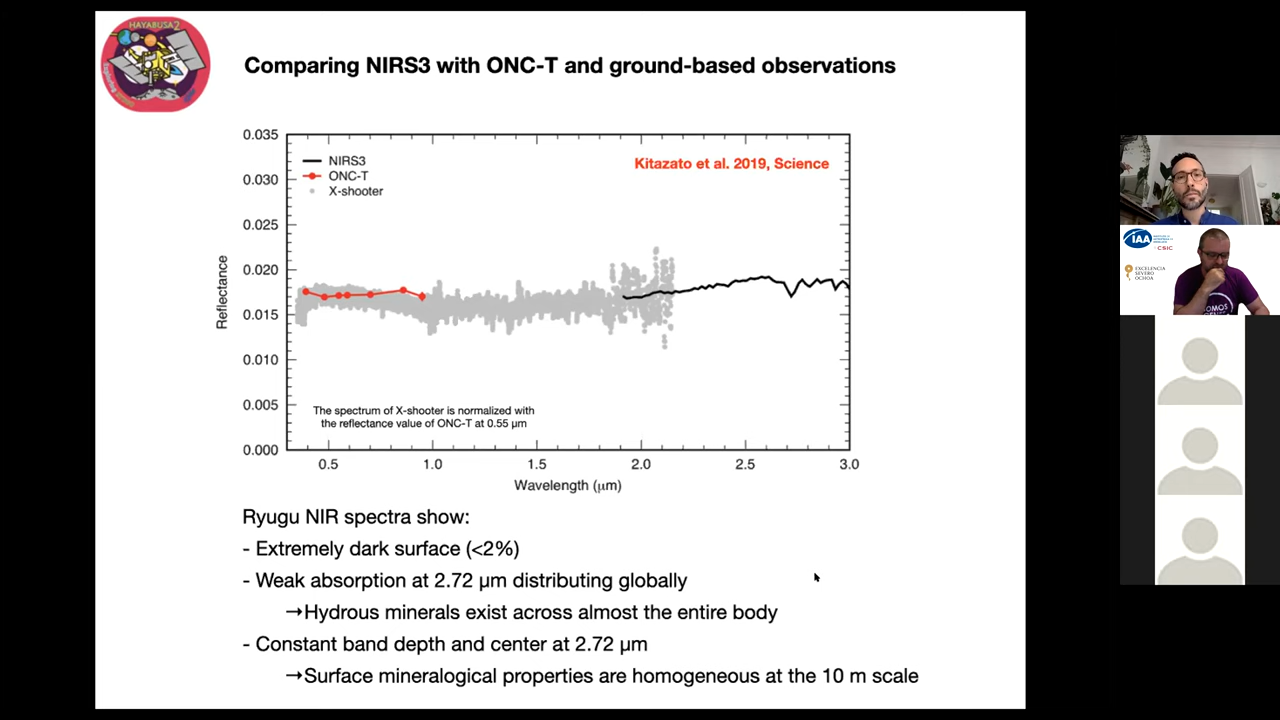 HAYABUSA2
Comparing NIRS3 with ONC-T and ground-based observations
0.035
0.030
0.025
0.020
0.015
0.010
0.005
0.000
Reflectance
NIRS3
ONC-T
X-shooter
Kitazato et al. 2019, Science
The spectrum of X-shooter is normalized with
the reflectance value of ONC-T at 0.55 μm
0.5 1.0 1.5 2.0 2.5 3.0
Wavelength (μm)
Ryugu NIR spectra show:
- Extremely dark surface (<2%)
- Weak absorption at 2.72 μm distributing globally
→Hydrous minerals exist across almost the entire body
- Constant band depth and center at 2.72 μm
→Surface mineralogical properties are homogeneous at the 10 m scale
IAA
CSIC
EXCELENCIA
SEVERO
OCHOA